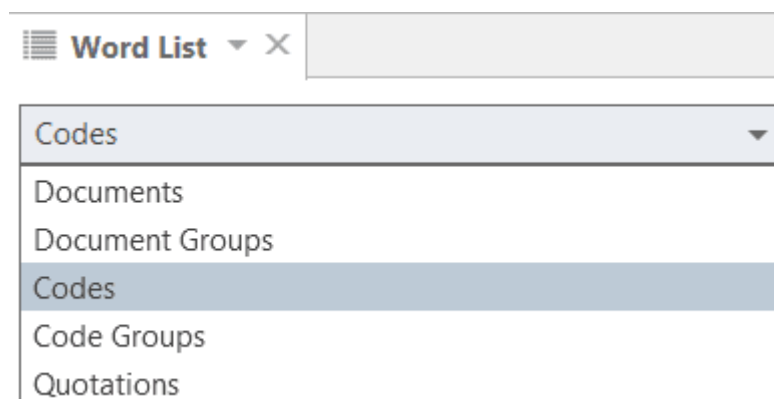 Word List
Codes
Documents
Document Groups
Codes
Code Groups
Quotations